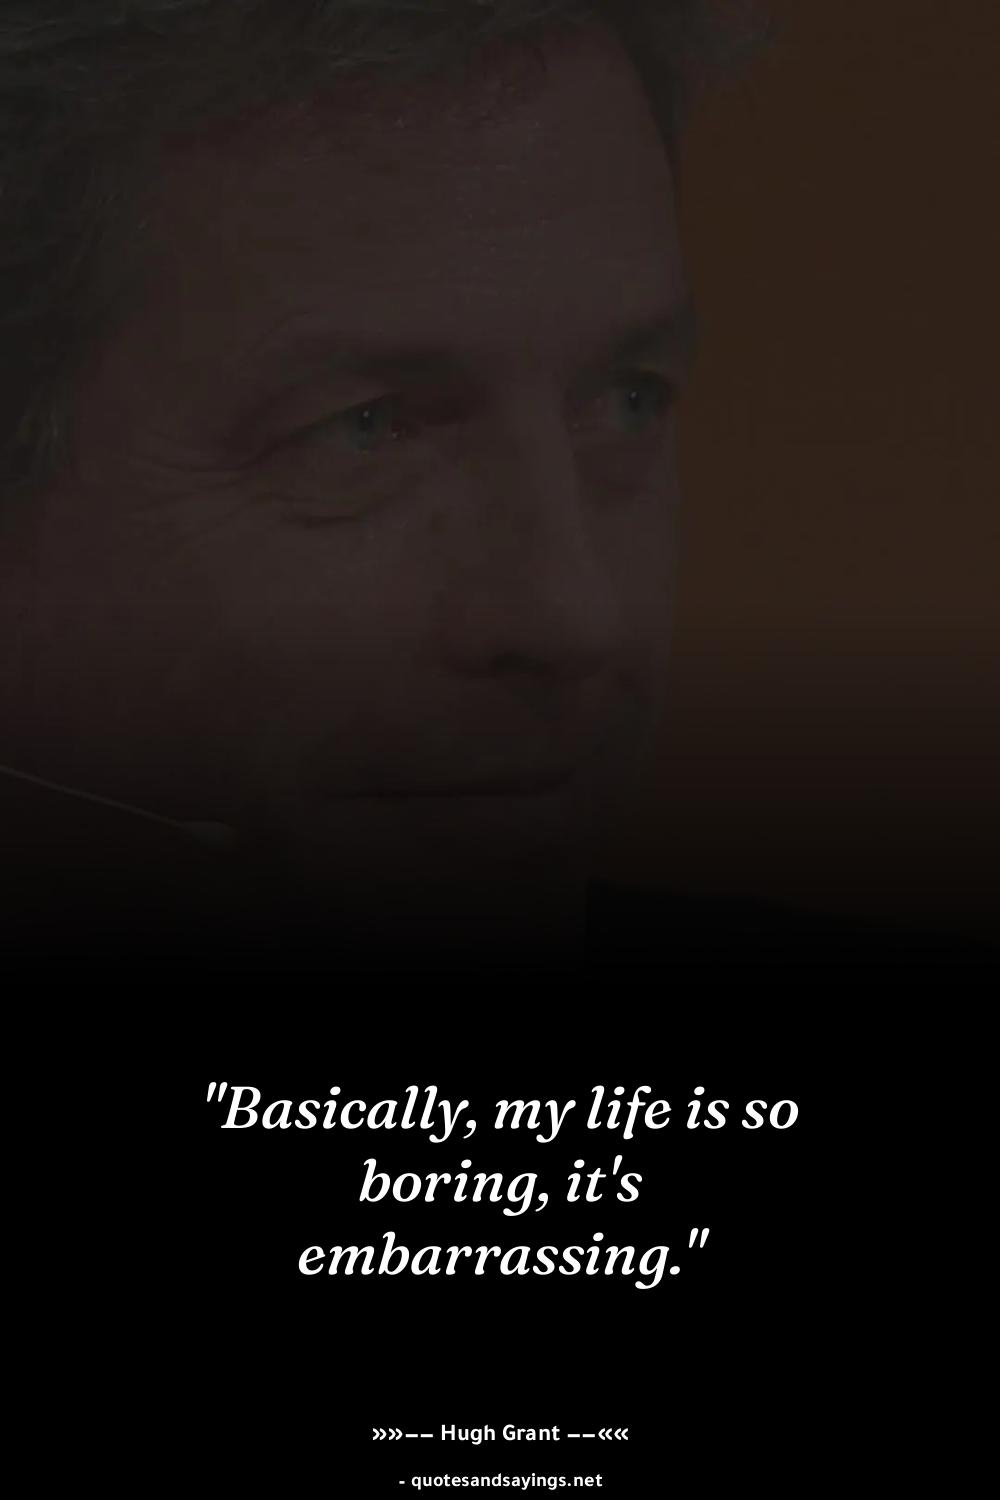 "Basically, my life is so
boring, it's
embarrassing."
»»–– Hugh Grant ––««
- quotesandsayings.net